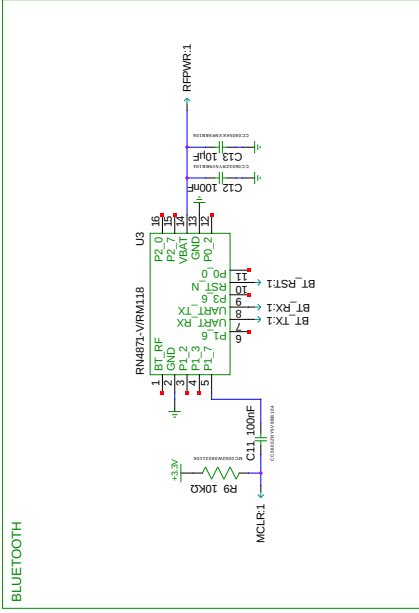 BLUETOOTH
RFPWR:1
C13 10µF
C12 100nF
U3
RN4871-V/RM118
16
15
14
13
12
P2_0
P2_7
VBAT
GND
P0_2
P0_0
RST_N
P3_6
UART_TX
UART_RX
P1_6
11
10
9
8
7
6
BT_RST:1
BT_RX:1
BT_TX:1
BT_RF
GND
P1_2
P1_3
P1_7
1
2
3
4
5
C11 100nF
+3.3V
R9 10KΩ
MCLR:1